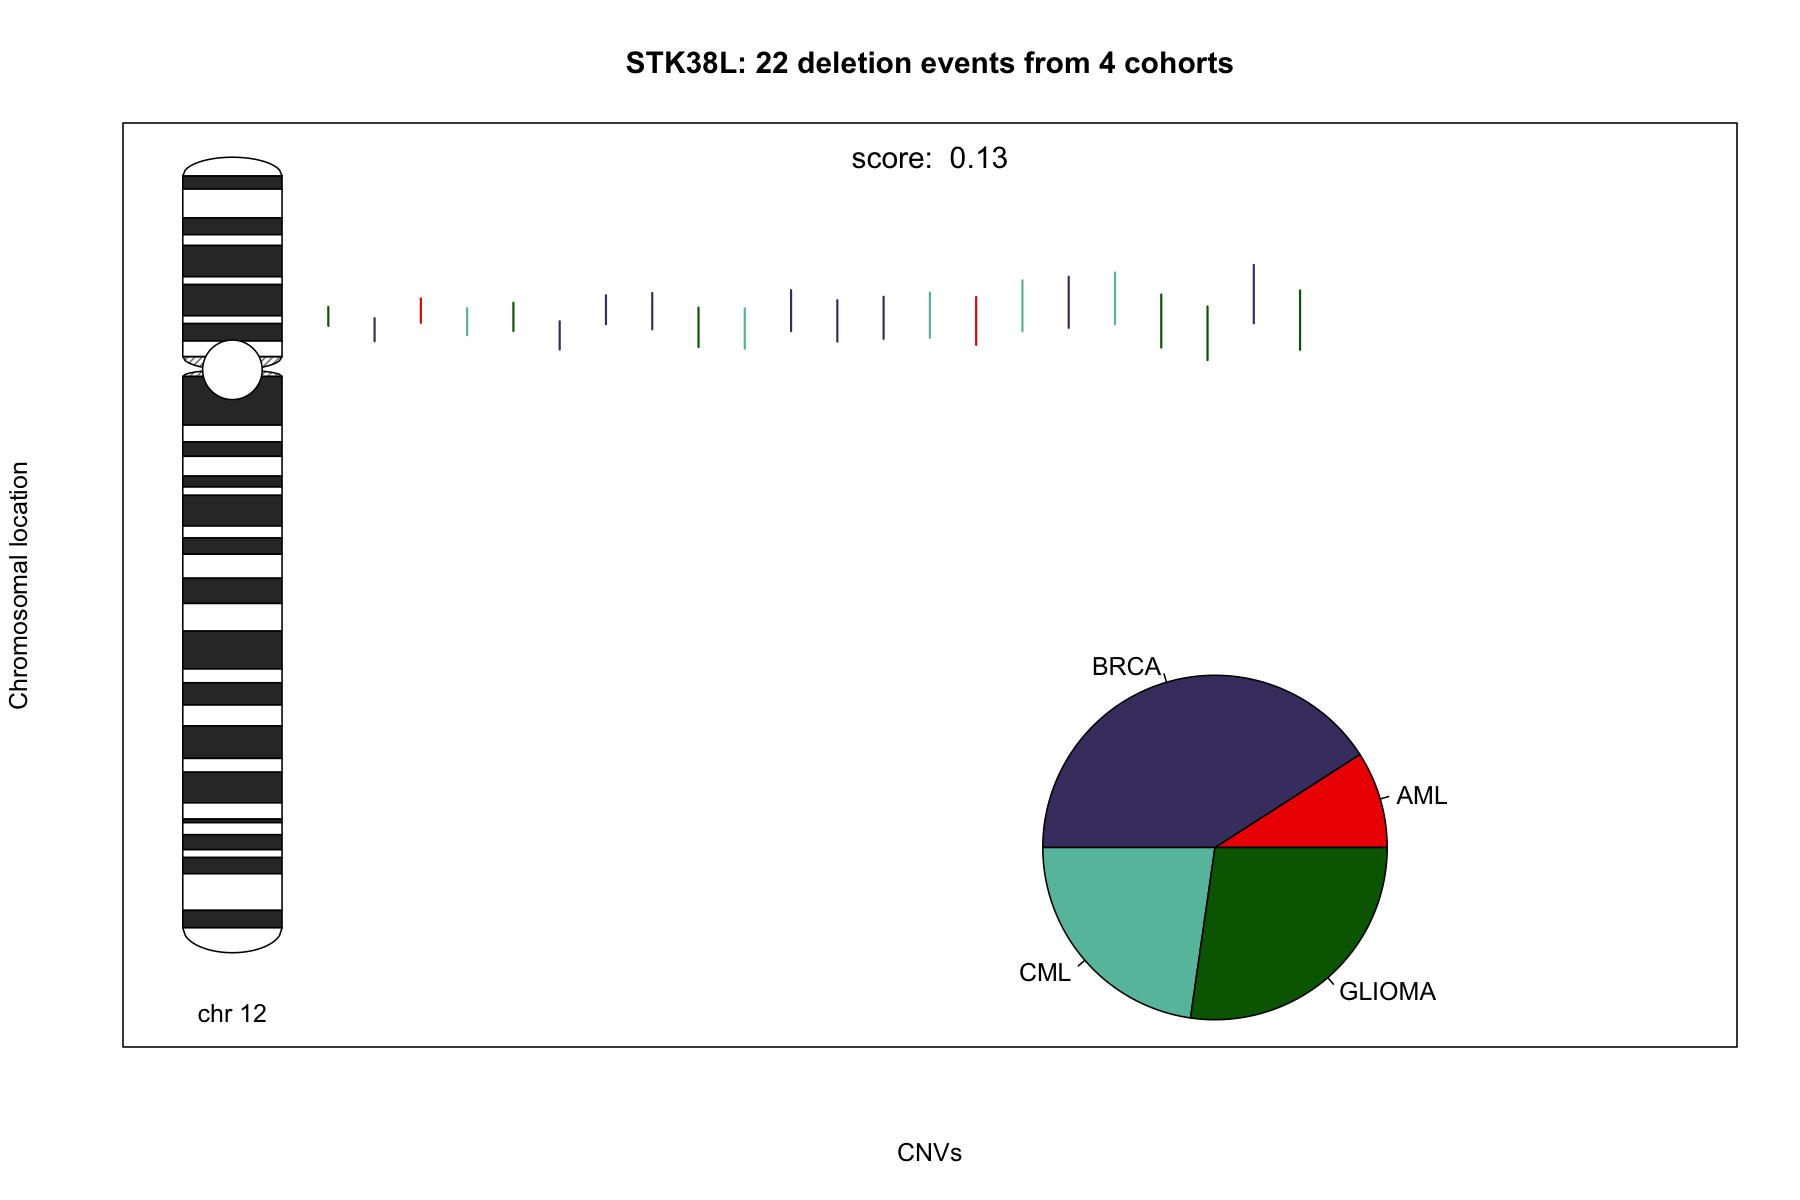 STK38L: 22 deletion events from 4 cohorts
score:  0.13
Chromosomal location
BRCA
AML
CML
GLIOMA
chr 12
CNVs